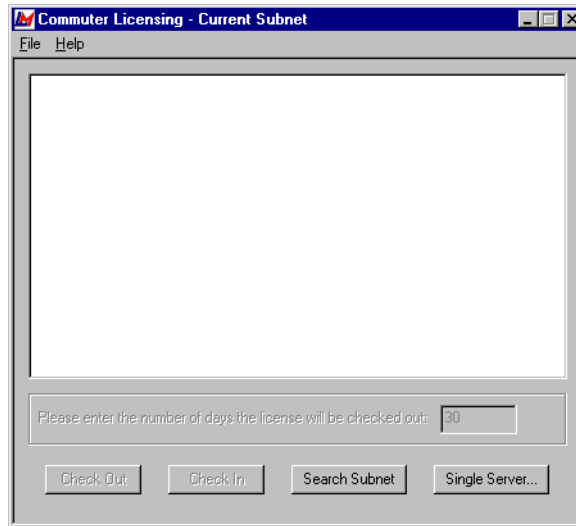 Commuter Licensing - Current Subnet
File Help
Please enter the number of days the license will be checked out: 30
Check Out Check In Search Subnet Single Server...